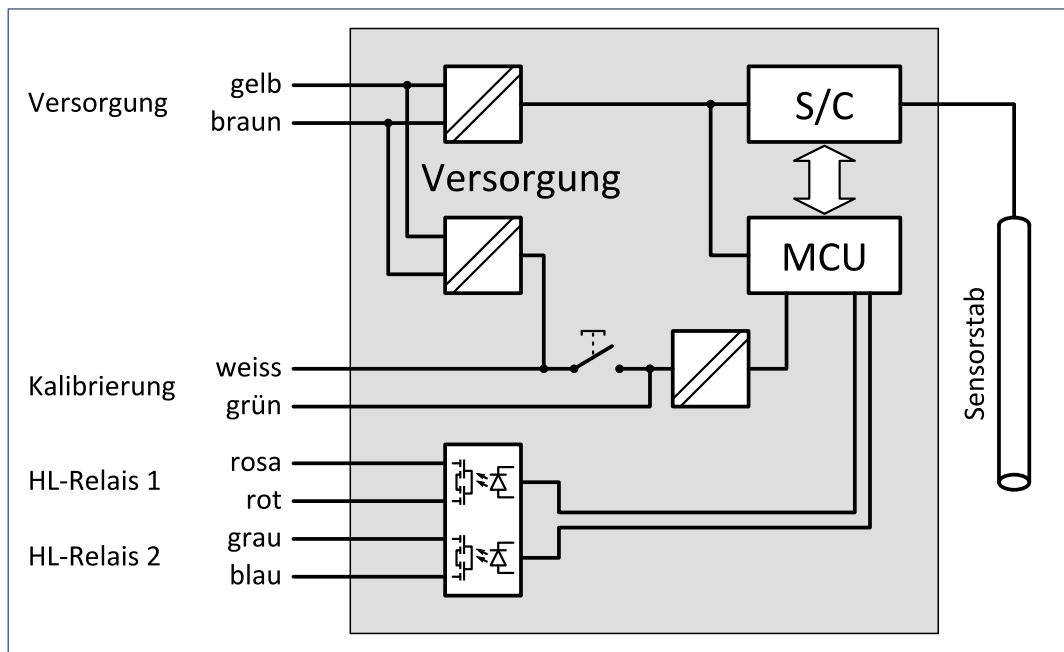 Versorgung
gelb
braun
Versorgung
S/C
MCU
Sensorstab
Kalibrierung
weiss
grün
HL-Relais 1
rosa
rot
HL-Relais 2
grau
blau